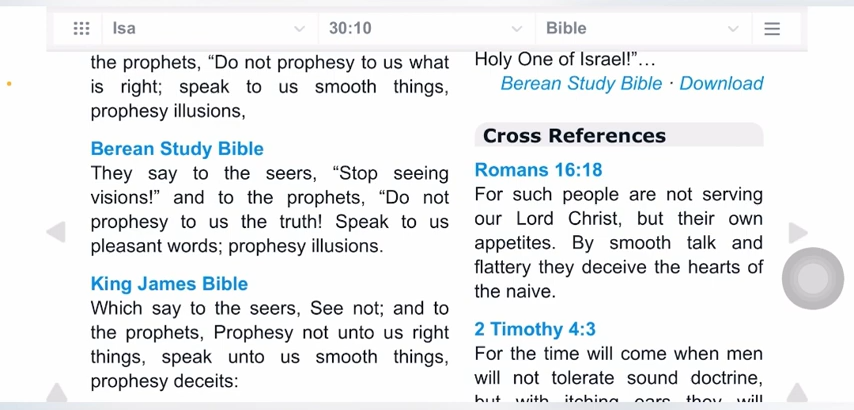 Isa 30:10 Bible
the prophets, “Do not prophesy to us what
is right; speak to us smooth things,
prophesy illusions,
Berean Study Bible
They say to the seers, “Stop seeing
visions!” and to the prophets, “Do not
prophesy to us the truth! Speak to us
pleasant words; prophesy illusions.
King James Bible
Which say to the seers, See not; and to
the prophets, Prophesy not unto us right
things, speak unto us smooth things,
prophesy deceits:
Holy One of Israel!”…
Berean Study Bible · Download
Cross References
Romans 16:18
For such people are not serving
our Lord Christ, but their own
appetites. By smooth talk and
flattery they deceive the hearts of
the naive.
2 Timothy 4:3
For the time will come when men
will not tolerate sound doctrine,
but with itching ears they will